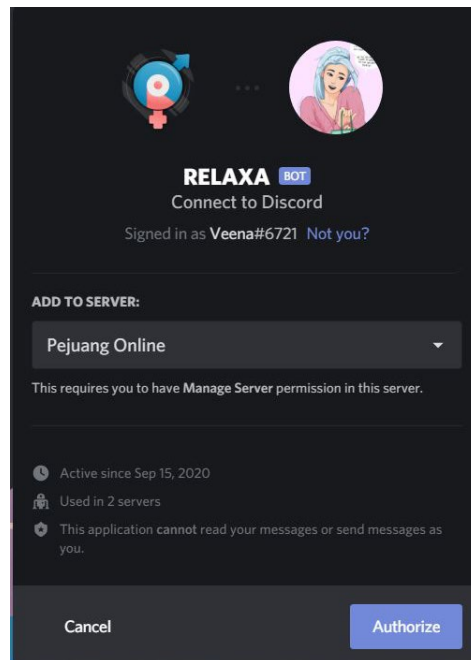 RELAXA BOT
Connect to Discord
Signed in as Veena#6721 Not you?
ADD TO SERVER:
Pejuang Online
This requires you to have Manage Server permission in this server.
Active since Sep 15, 2020
Used in 2 servers
This application cannot read your messages or send messages as
you.
Cancel Authorize